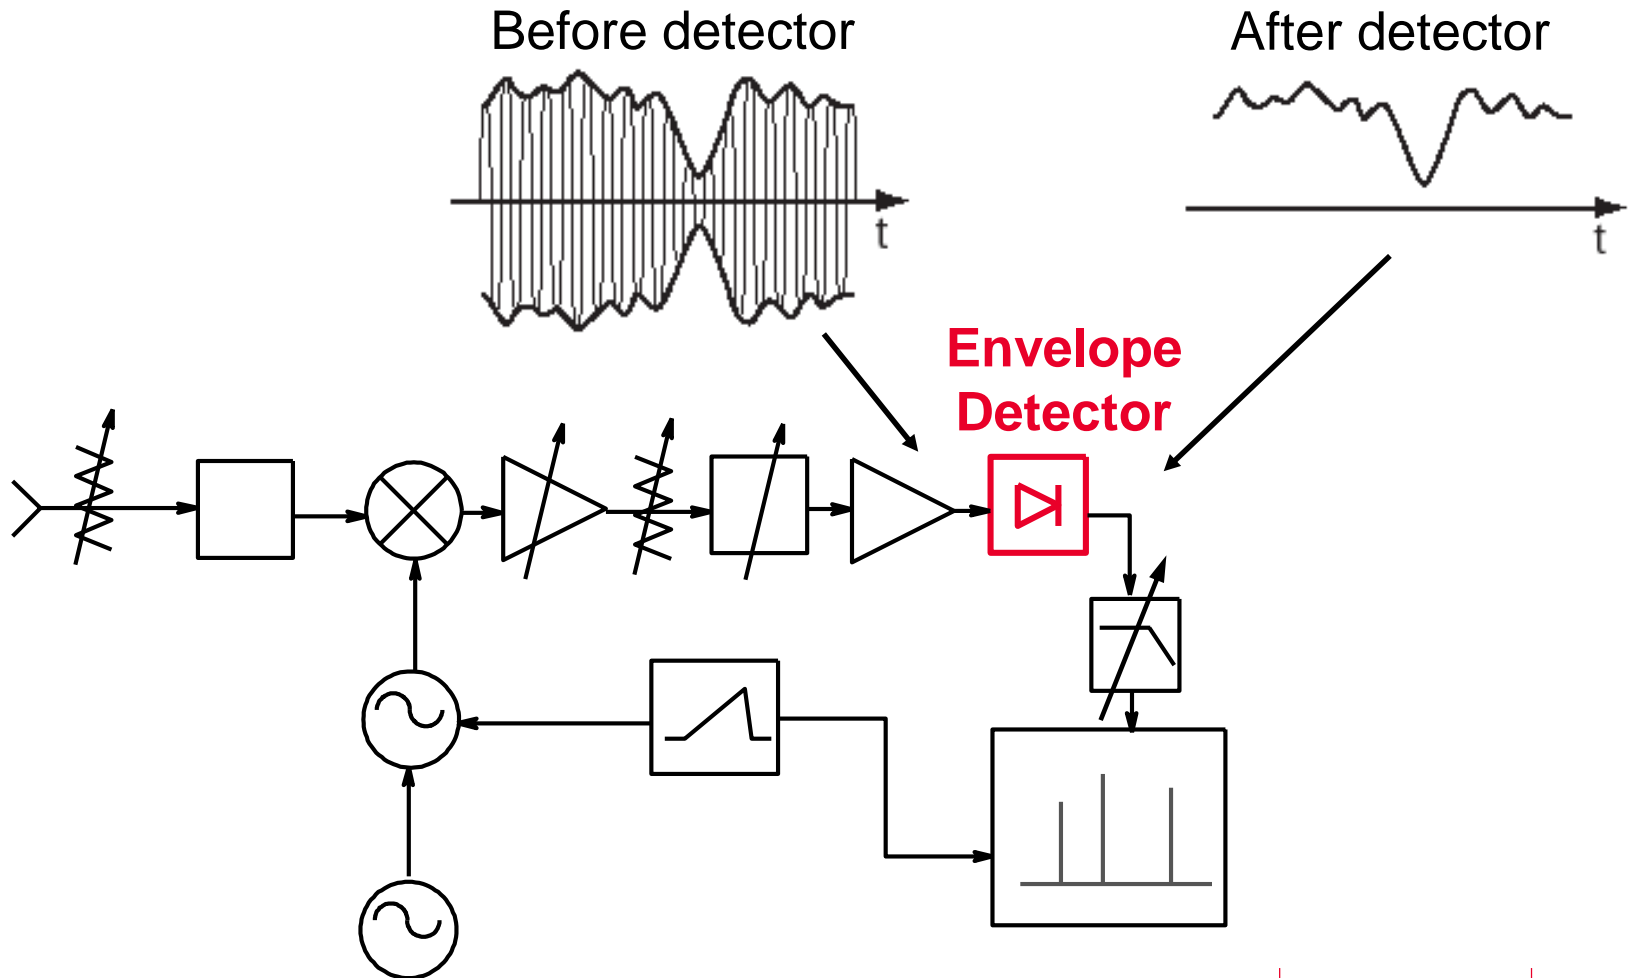 Before detector
After detector
t
t
Envelope
Detector